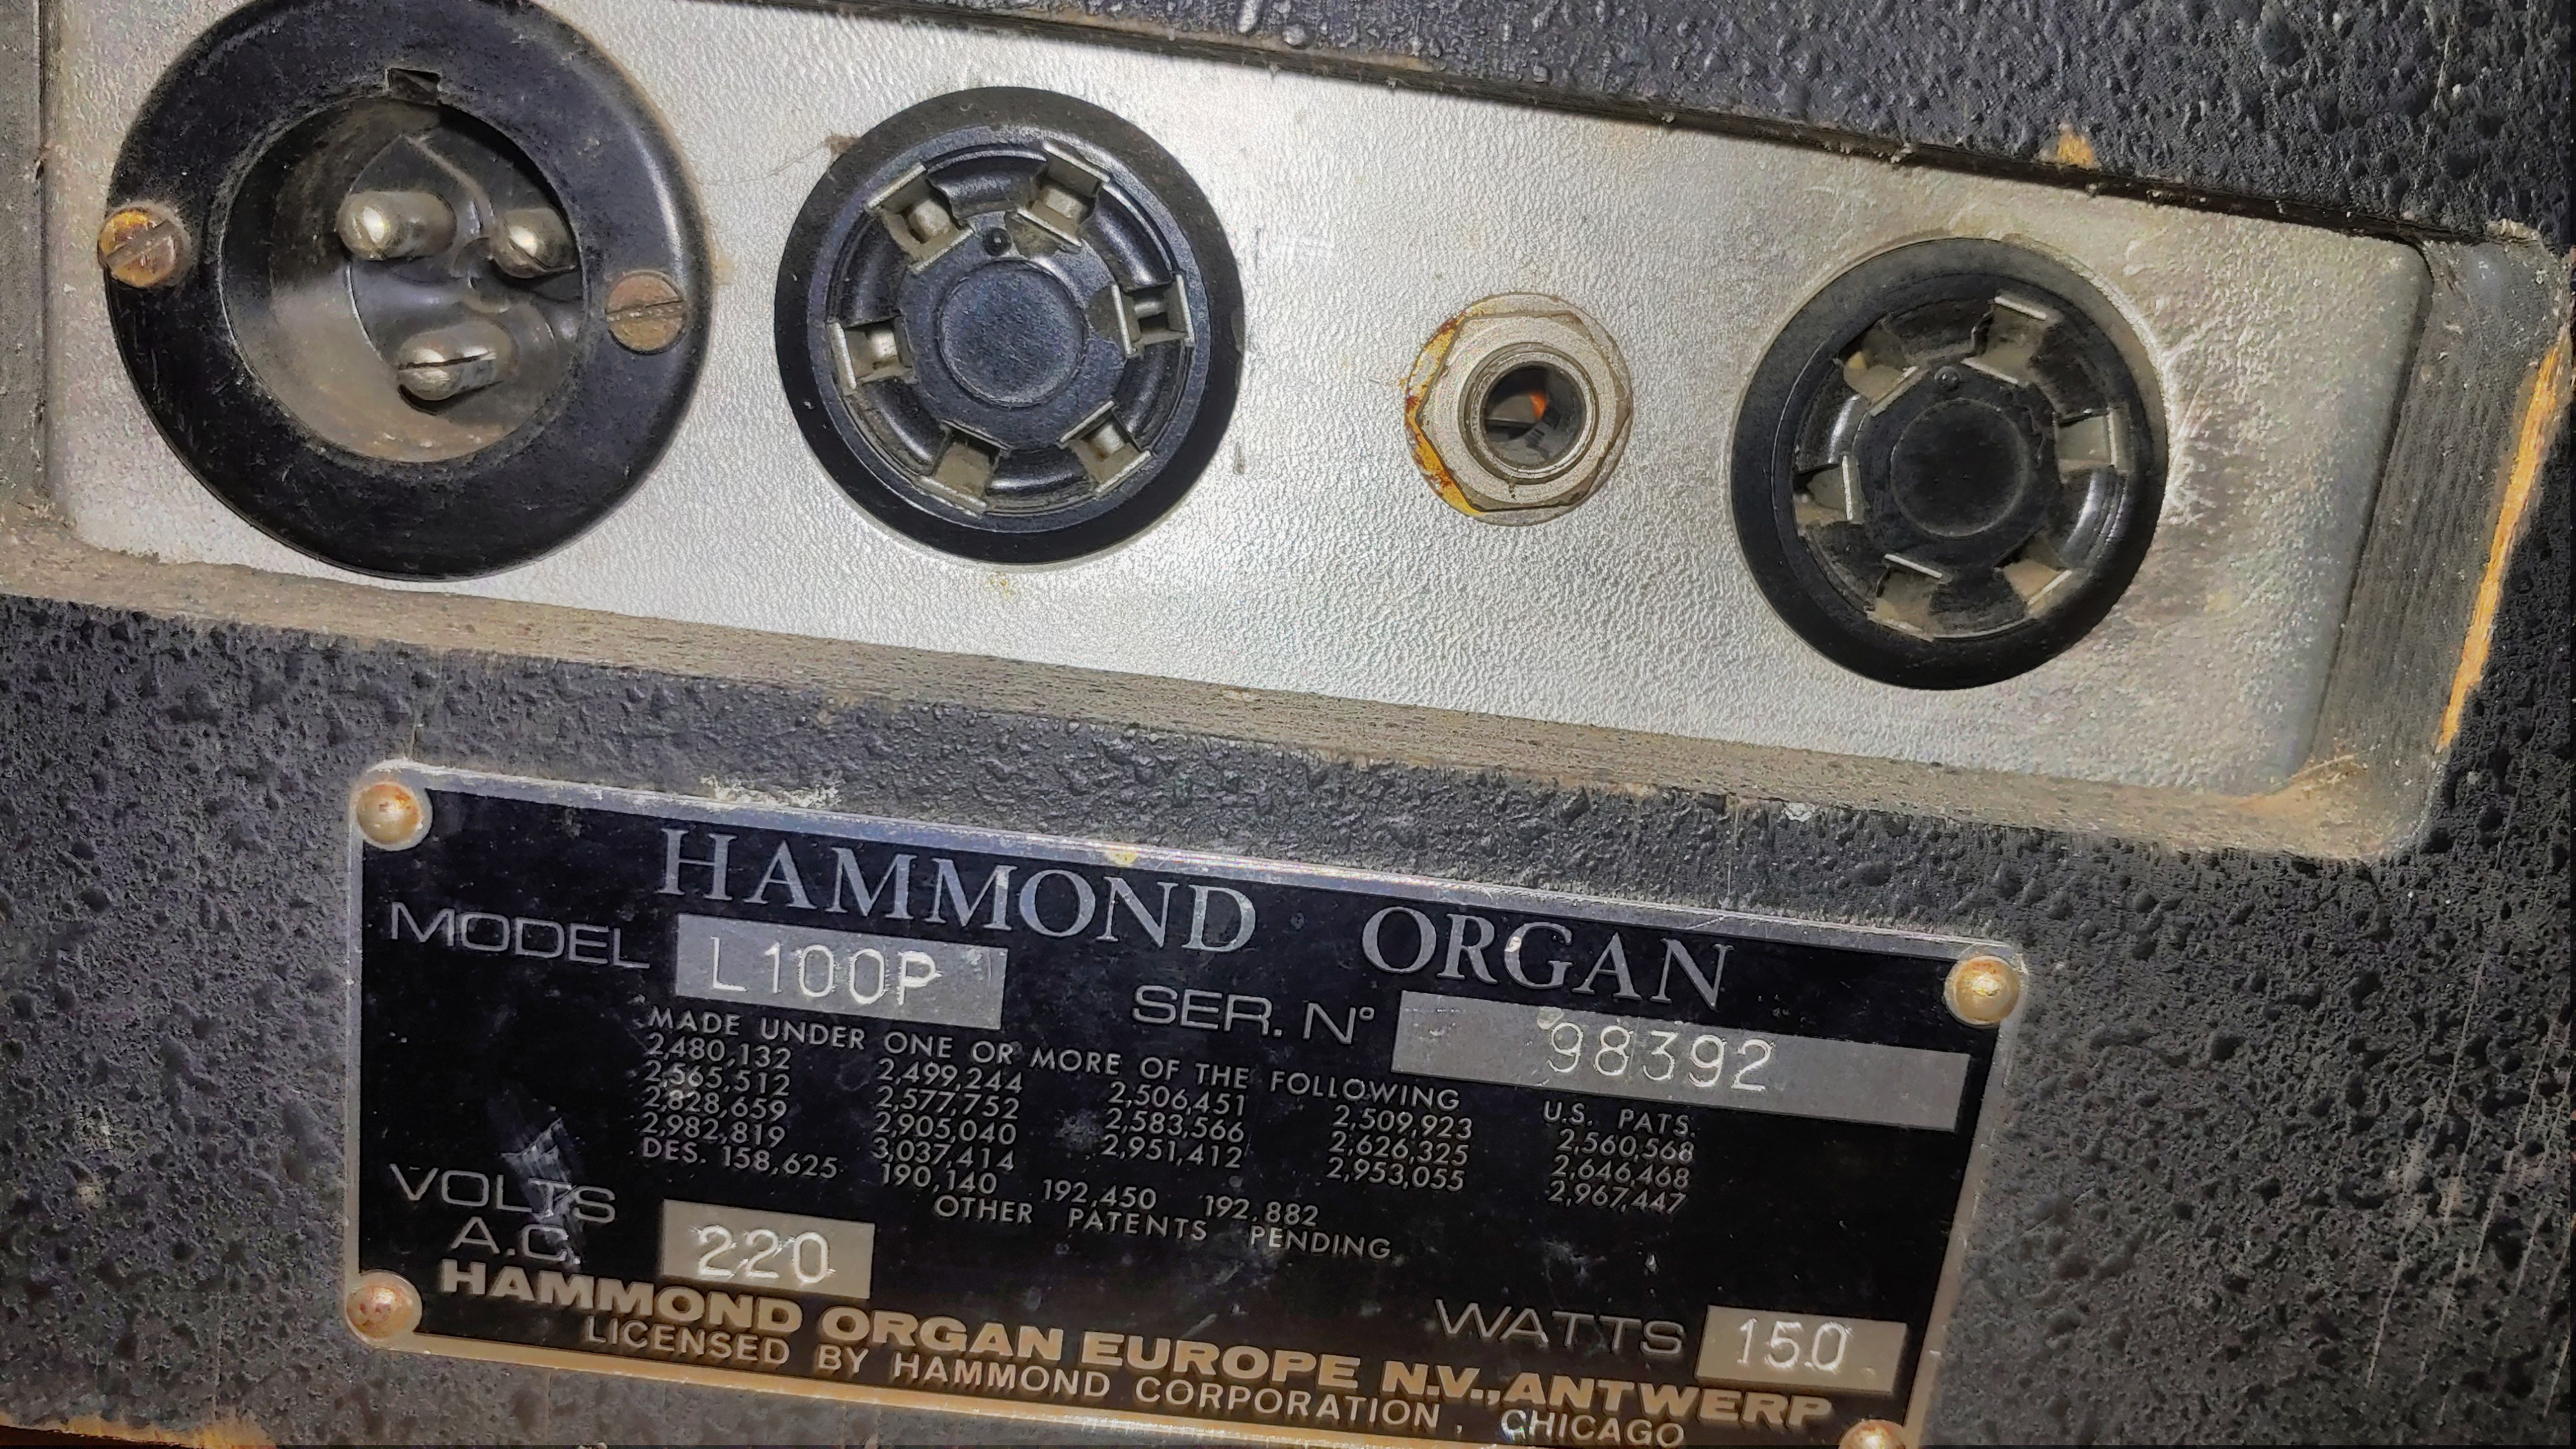 HAMMOND ORGAN
MODEL L100P
SER. N° 98392
MADE UNDER ONE OR MORE OF THE FOLLOWING U.S. PATS.
2,480,132 2,499,244 2,506,451 2,509,923 2,560,568
2,565,512 2,577,752 2,583,566 2,626,325 2,646,468
2,828,659 2,905,040 2,951,412 2,953,055 2,967,447
2,982,819 3,037,414
DES. 158,625 190,140 192,450 192,882
OTHER PATENTS PENDING
VOLTS
A.C. 220
WATTS 150
HAMMOND ORGAN EUROPE N.V., ANTWERP
LICENSED BY HAMMOND CORPORATION, CHICAGO